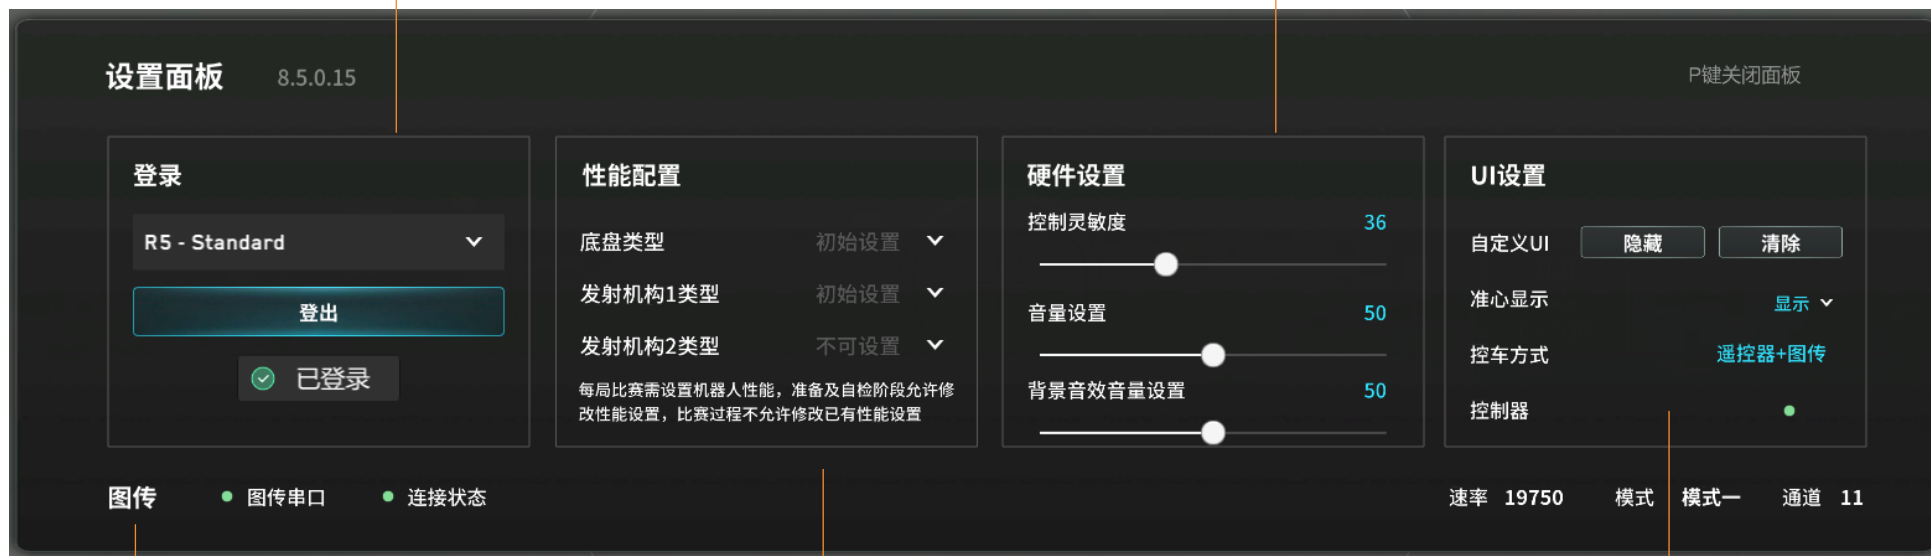 设置面板 8.5.0.15 P键关闭面板
登录
R5 - Standard
登出
已登录
性能配置
底盘类型 初始设置
发射机构1类型 初始设置
发射机构2类型 不可设置
每局比赛需设置机器人性能，准备及自检阶段允许修
改性能设置，比赛过程不允许修改已有性能设置
硬件设置
控制灵敏度 36
音量设置 50
背景音效音量设置 50
UI设置
自定义UI 隐藏 清除
准心显示 显示
控车方式 遥控器+图传
控制器
图传 图传串口 连接状态 速率 19750 模式 模式一 通道 11